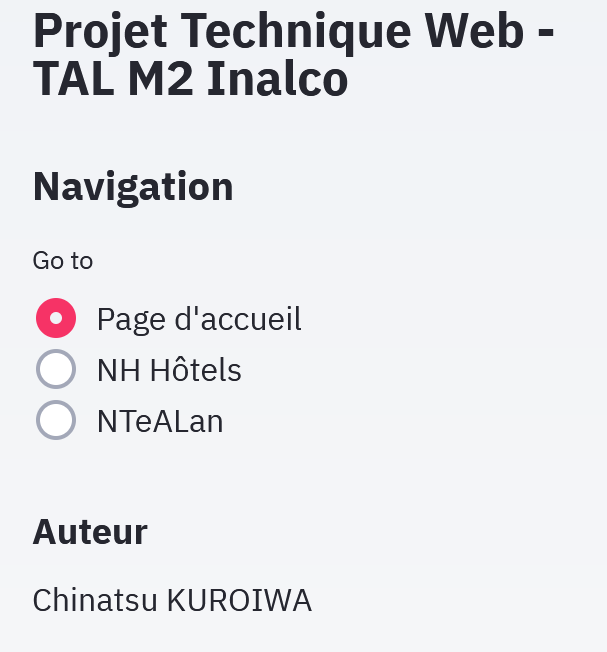 Projet Technique Web -
TAL M2 Inalco
Navigation
Go to
Page d'accueil
NH Hôtels
NTeALan
Auteur
Chinatsu KUROIWA